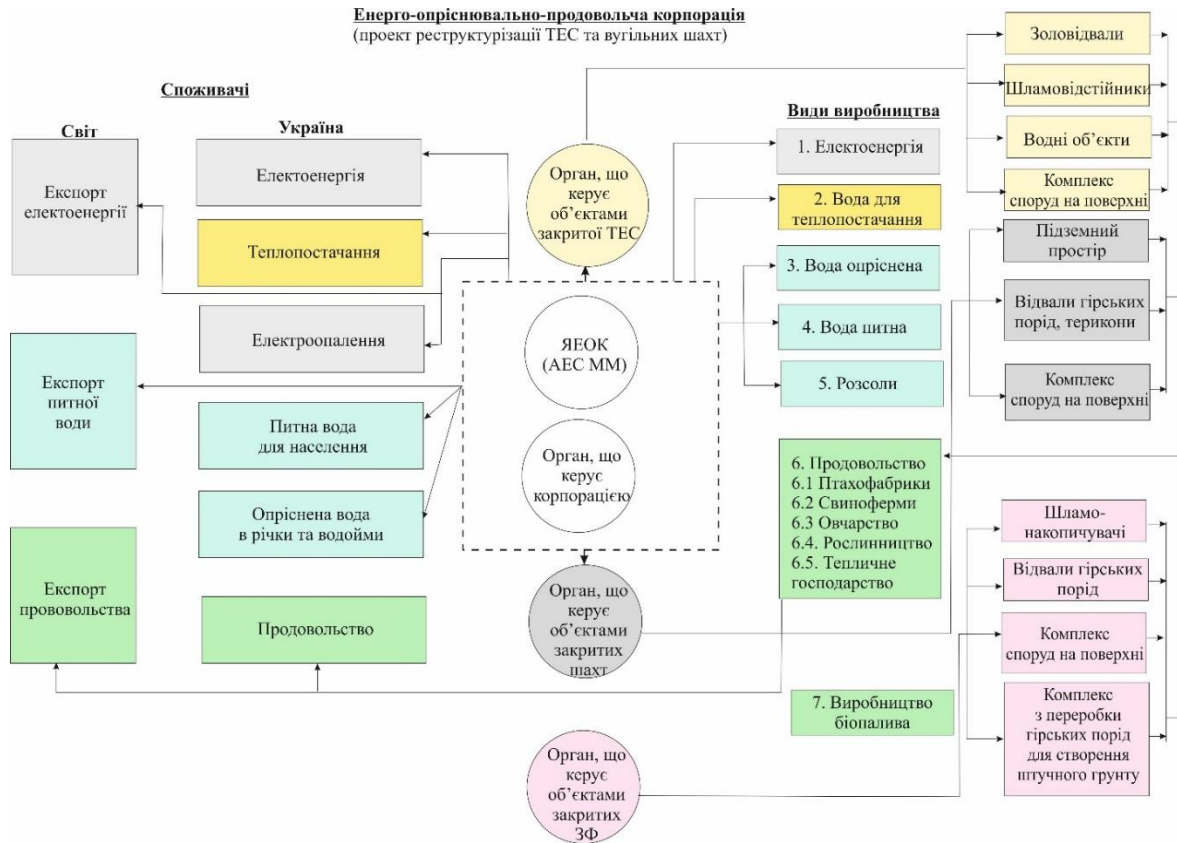 Енерго-опріснювально-продовольча корпорація
(проект реструктурізації ТЕС та вугільних шахт)
Споживачі
Світ
Україна
Експорт
електоенергії
Експорт
питної
води
Експорт
прововольства
Електоенергія
Теплопостачання
Електроопалення
Питна вода
для населення
Опріснена вода
в річки та водойми
Продовольство
Орган, що
керує
об’єктами
закритої ТЕС
ЯЕОК
(АЕС ММ)
Орган, що
керує
корпорацією
Орган, що
керує
об’єктами
закритих
шахт
Орган, що
керує
об’єктами
закритих
ЗФ
Види виробництва
1. Електоенергія
2. Вода для
теплопостачання
3. Вода опріснена
4. Вода питна
5. Розсоли
6. Продовольство
6.1 Птахофабрики
6.2 Свиноферми
6.3 Овчарство
6.4. Рослинництво
6.5. Тепличне
господарство
7. Виробництво
біопалива
Золовідвали
Шламовідстійники
Водні об’єкти
Комплекс
споруд на поверхні
Підземний
простір
Відвали гірських
порід, терикони
Комплекс
споруд на поверхні
Шламо-
накопичувачі
Відвали гірських
порід
Комплекс
споруд на поверхні
Комплекс
з переробки
гірських порід
для створення
штучного грунту